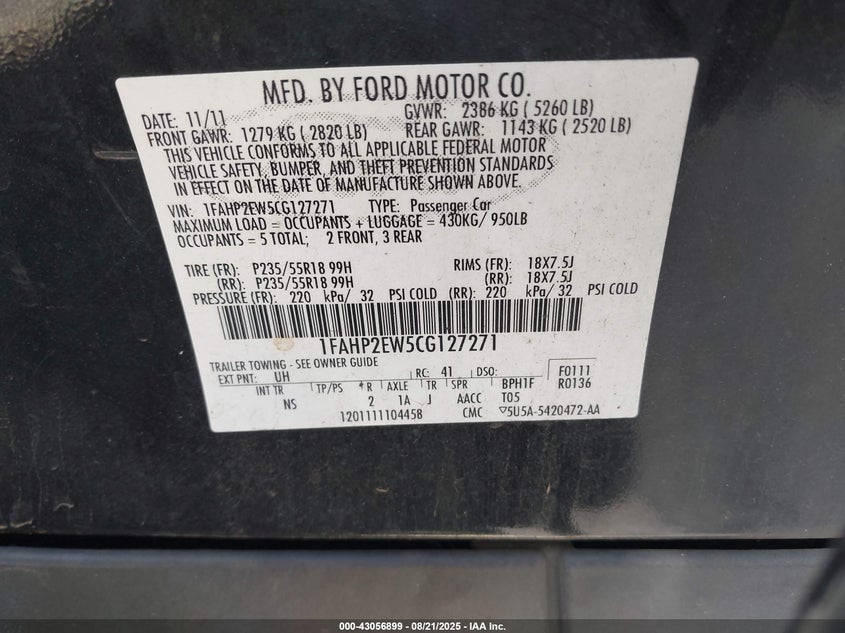 MFD. BY FORD MOTOR CO.
DATE: 11/11 GVWR: 2386 KG ( 5260 LB)
FRONT GAWR: 1279 KG ( 2820 LB) REAR GAWR: 1143 KG ( 2520 LB)
THIS VEHICLE CONFORMS TO ALL APPLICABLE FEDERAL MOTOR
VEHICLE SAFETY, BUMPER, AND THEFT PREVENTION STANDARDS
IN EFFECT ON THE DATE OF MANUFACTURE SHOWN ABOVE.
VIN: 1FAHP2EW5CG127271 TYPE: Passenger Car
MAXIMUM LOAD = OCCUPANTS + LUGGAGE = 430KG/ 950LB
OCCUPANTS = 5 TOTAL; 2 FRONT, 3 REAR
TIRE (FR): P235/55R18 99H RIMS (FR): 18X7.5J
(RR): P235/55R18 99H (RR): 18X7.5J
PRESSURE (FR): 220 kPa/ 32 PSI COLD (RR): 220 kPa/ 32 PSI COLD
1FAHP2EW5CG127271
TRAILER TOWING - SEE OWNER GUIDE
EXT PNT: UH RC: 41 DSO: F0111
INT TR TP/PS *R AXLE TR SPR BPH1F R0136
NS 2 1A J AACC T05
120111110445B CMC ▽5U5A-5420472-AA
000-43056899 - 08/21/2025 - IAA Inc.